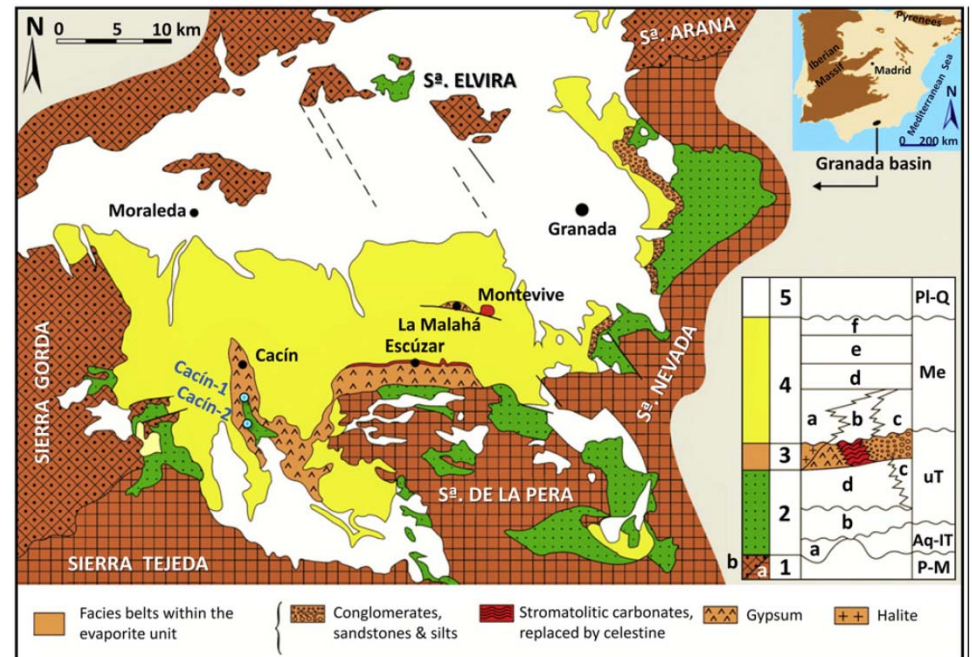 N
0 5 10 km
Sª. ARANA
Pyrenees
Iberian
Massif
Madrid
Mediterranean Sea
N
0 200 km
Granada basin
Sª. ELVIRA
Moraleda
Granada
Montevive
La Malahá
Escúzar
Cacín
Cacín-1
Cacín-2
SIERRA GORDA
Sª. NEVADA
Sª. DE LA PERA
SIERRA TEJEDA
5 Pl-Q
f
e
d
4 Me
a b c
3
c
uT
d
2
b
Aq-lT
a
b a 1 P-M
Facies belts within the
evaporite unit
Conglomerates,
sandstones & silts
Stromatolitic carbonates,
replaced by celestine
Gypsum
Halite